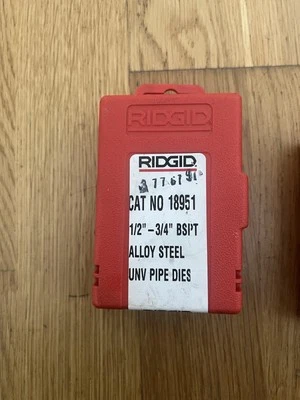 RIDGID
RIDGID
CAT NO 18951
1/2"-3/4" BSPT
ALLOY STEEL
UNV PIPE DIES